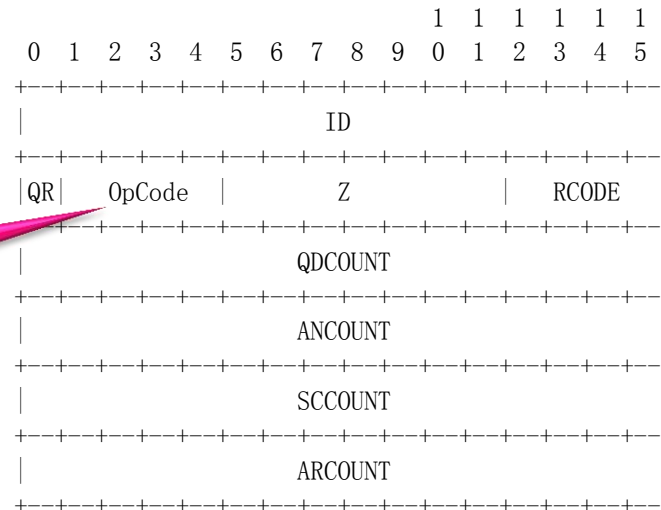 1 1 1 1 1 1
0 1 2 3 4 5 6 7 8 9 0 1 2 3 4 5
+--+--+--+--+--+--+--+--+--+--+--+--+--+--+--+--
| ID
+--+--+--+--+--+--+--+--+--+--+--+--+--+--+--+--
|QR| OpCode | Z | RCODE
+--+--+--+--+--+--+--+--+--+--+--+--+--+--+--
| QDCOUNT
+--+--+--+--+--+--+--+--+--+--+--+--+--+--+--+--
| ANCOUNT
+--+--+--+--+--+--+--+--+--+--+--+--+--+--+--+--
| SCCOUNT
+--+--+--+--+--+--+--+--+--+--+--+--+--+--+--+--
| ARCOUNT
+--+--+--+--+--+--+--+--+--+--+--+--+--+--+--+--